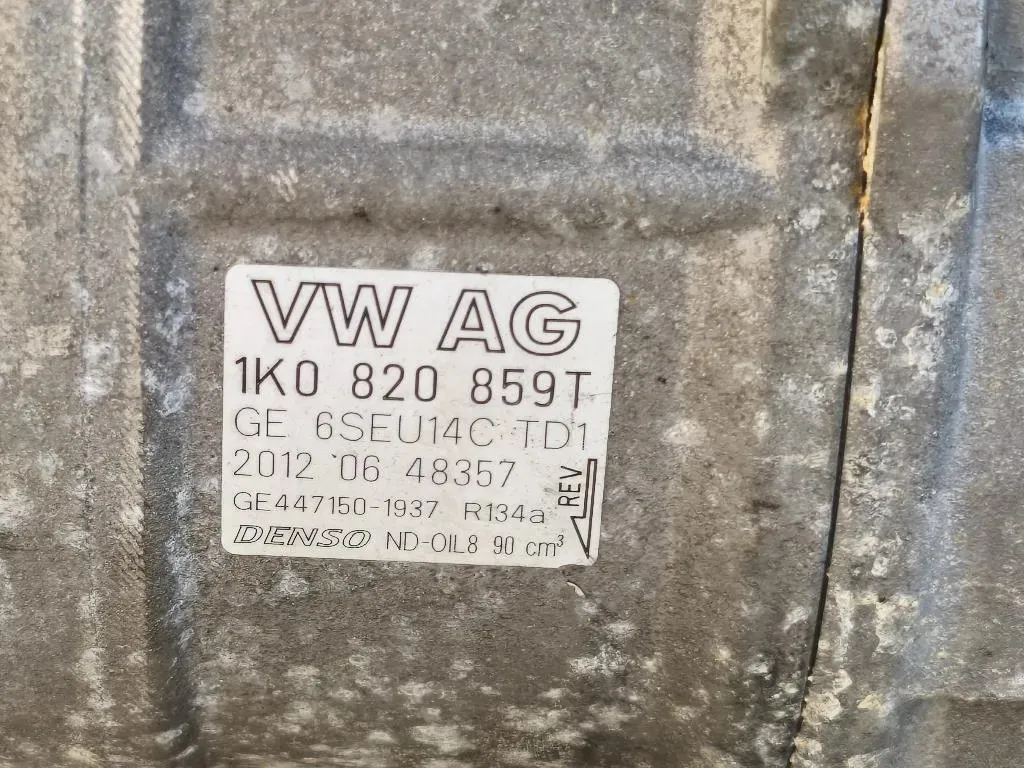 VW AG
1K0 820 859T
GE 6SEU14C TD1
2012 06 48357
REV
GE447150-1937 R134a
DENSO ND-OIL8 90 cm³